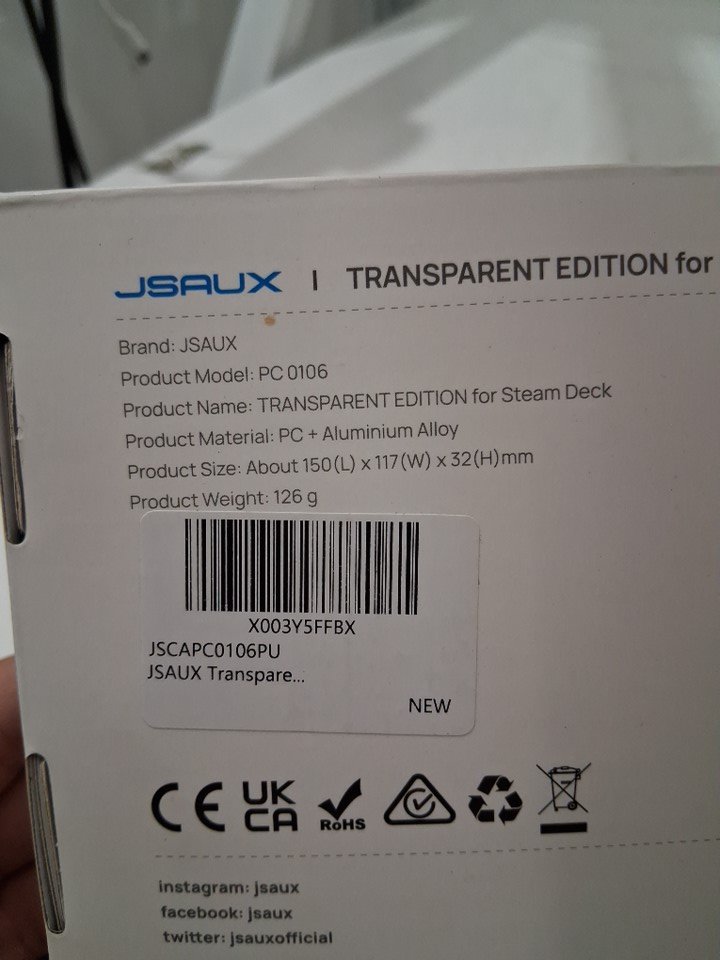 JSAUX | TRANSPARENT EDITION for
Brand: JSAUX
Product Model: PC 0106
Product Name: TRANSPARENT EDITION for Steam Deck
Product Material: PC + Aluminium Alloy
Product Size: About 150(L) x 117(W) x 32(H)mm
Product Weight: 126 g
X003Y5FFBX
JSCAPC0106PU
JSAUX Transpare...
NEW
CE UK CA RoHS
instagram: jsaux
facebook: jsaux
twitter: jsauxofficial